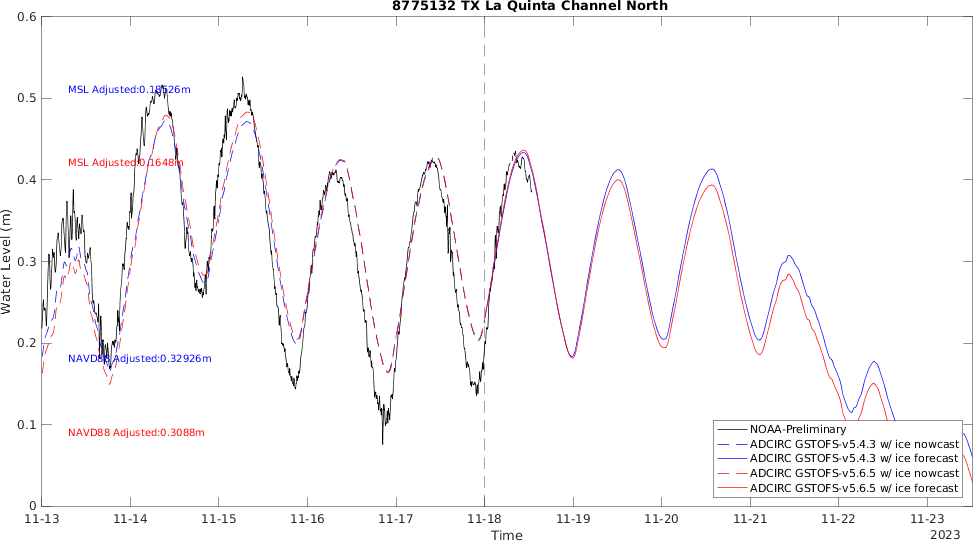 8775132 TX La Quinta Channel North
0.6
0.5
0.4
0.3
0.2
0.1
0
Water Level (m)
MSL Adjusted:0.18526m
MSL Adjusted:0.1648m
NAVD88 Adjusted:0.32926m
NAVD88 Adjusted:0.3088m
NOAA-Preliminary
ADCIRC GSTOFS-v5.4.3 w/ ice nowcast
ADCIRC GSTOFS-v5.4.3 w/ ice forecast
ADCIRC GSTOFS-v5.6.5 w/ ice nowcast
ADCIRC GSTOFS-v5.6.5 w/ ice forecast
11-13 11-14 11-15 11-16 11-17 11-18 11-19 11-20 11-21 11-22 11-23
Time 2023